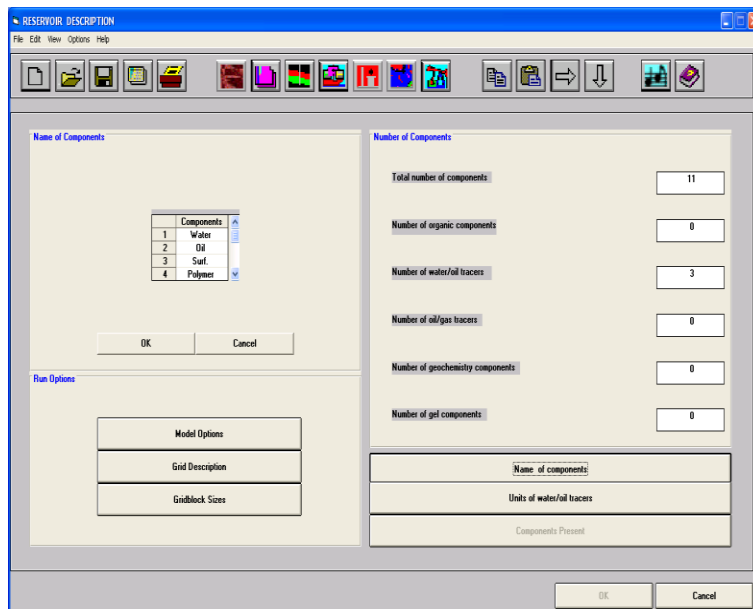 RESERVOIR DESCRIPTION
File Edit View Options Help
Name of Components
Components
1 Water
2 Oil
3 Surf.
4 Polymer
OK Cancel
Run Options
Model Options
Grid Description
Gridblock Sizes
Number of Components
Total number of components 11
Number of organic components 0
Number of water/oil tracers 3
Number of oil/gas tracers 0
Number of geochemistry components 0
Number of gel components 0
Name of components
Units of water/oil tracers
Components Present
OK Cancel